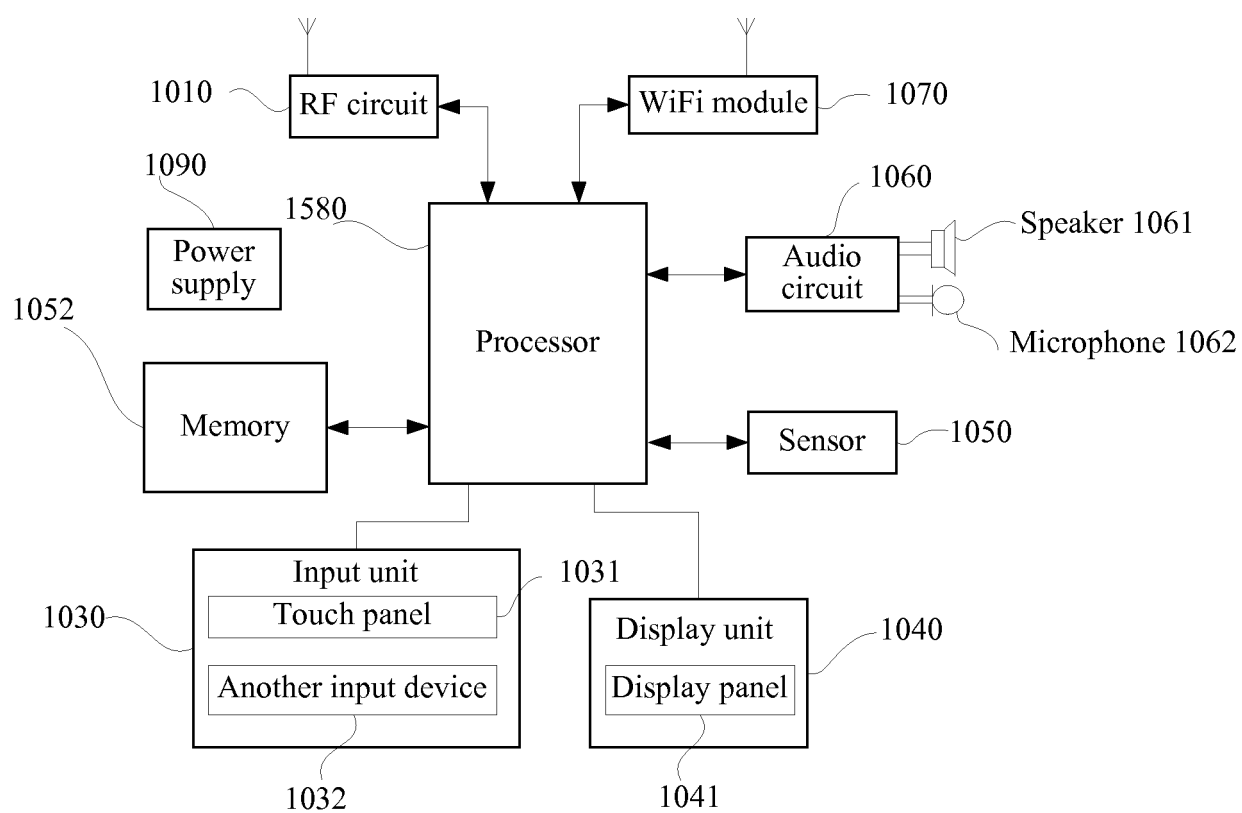 1010
RF circuit
WiFi module
1070
1090
Power
supply
1580
1060
Audio
circuit
Speaker 1061
Microphone 1062
1052
Processor
Memory
Sensor
1050
Input unit
1031
Touch panel
1030
Another input device
1032
Display unit
1040
Display panel
1041